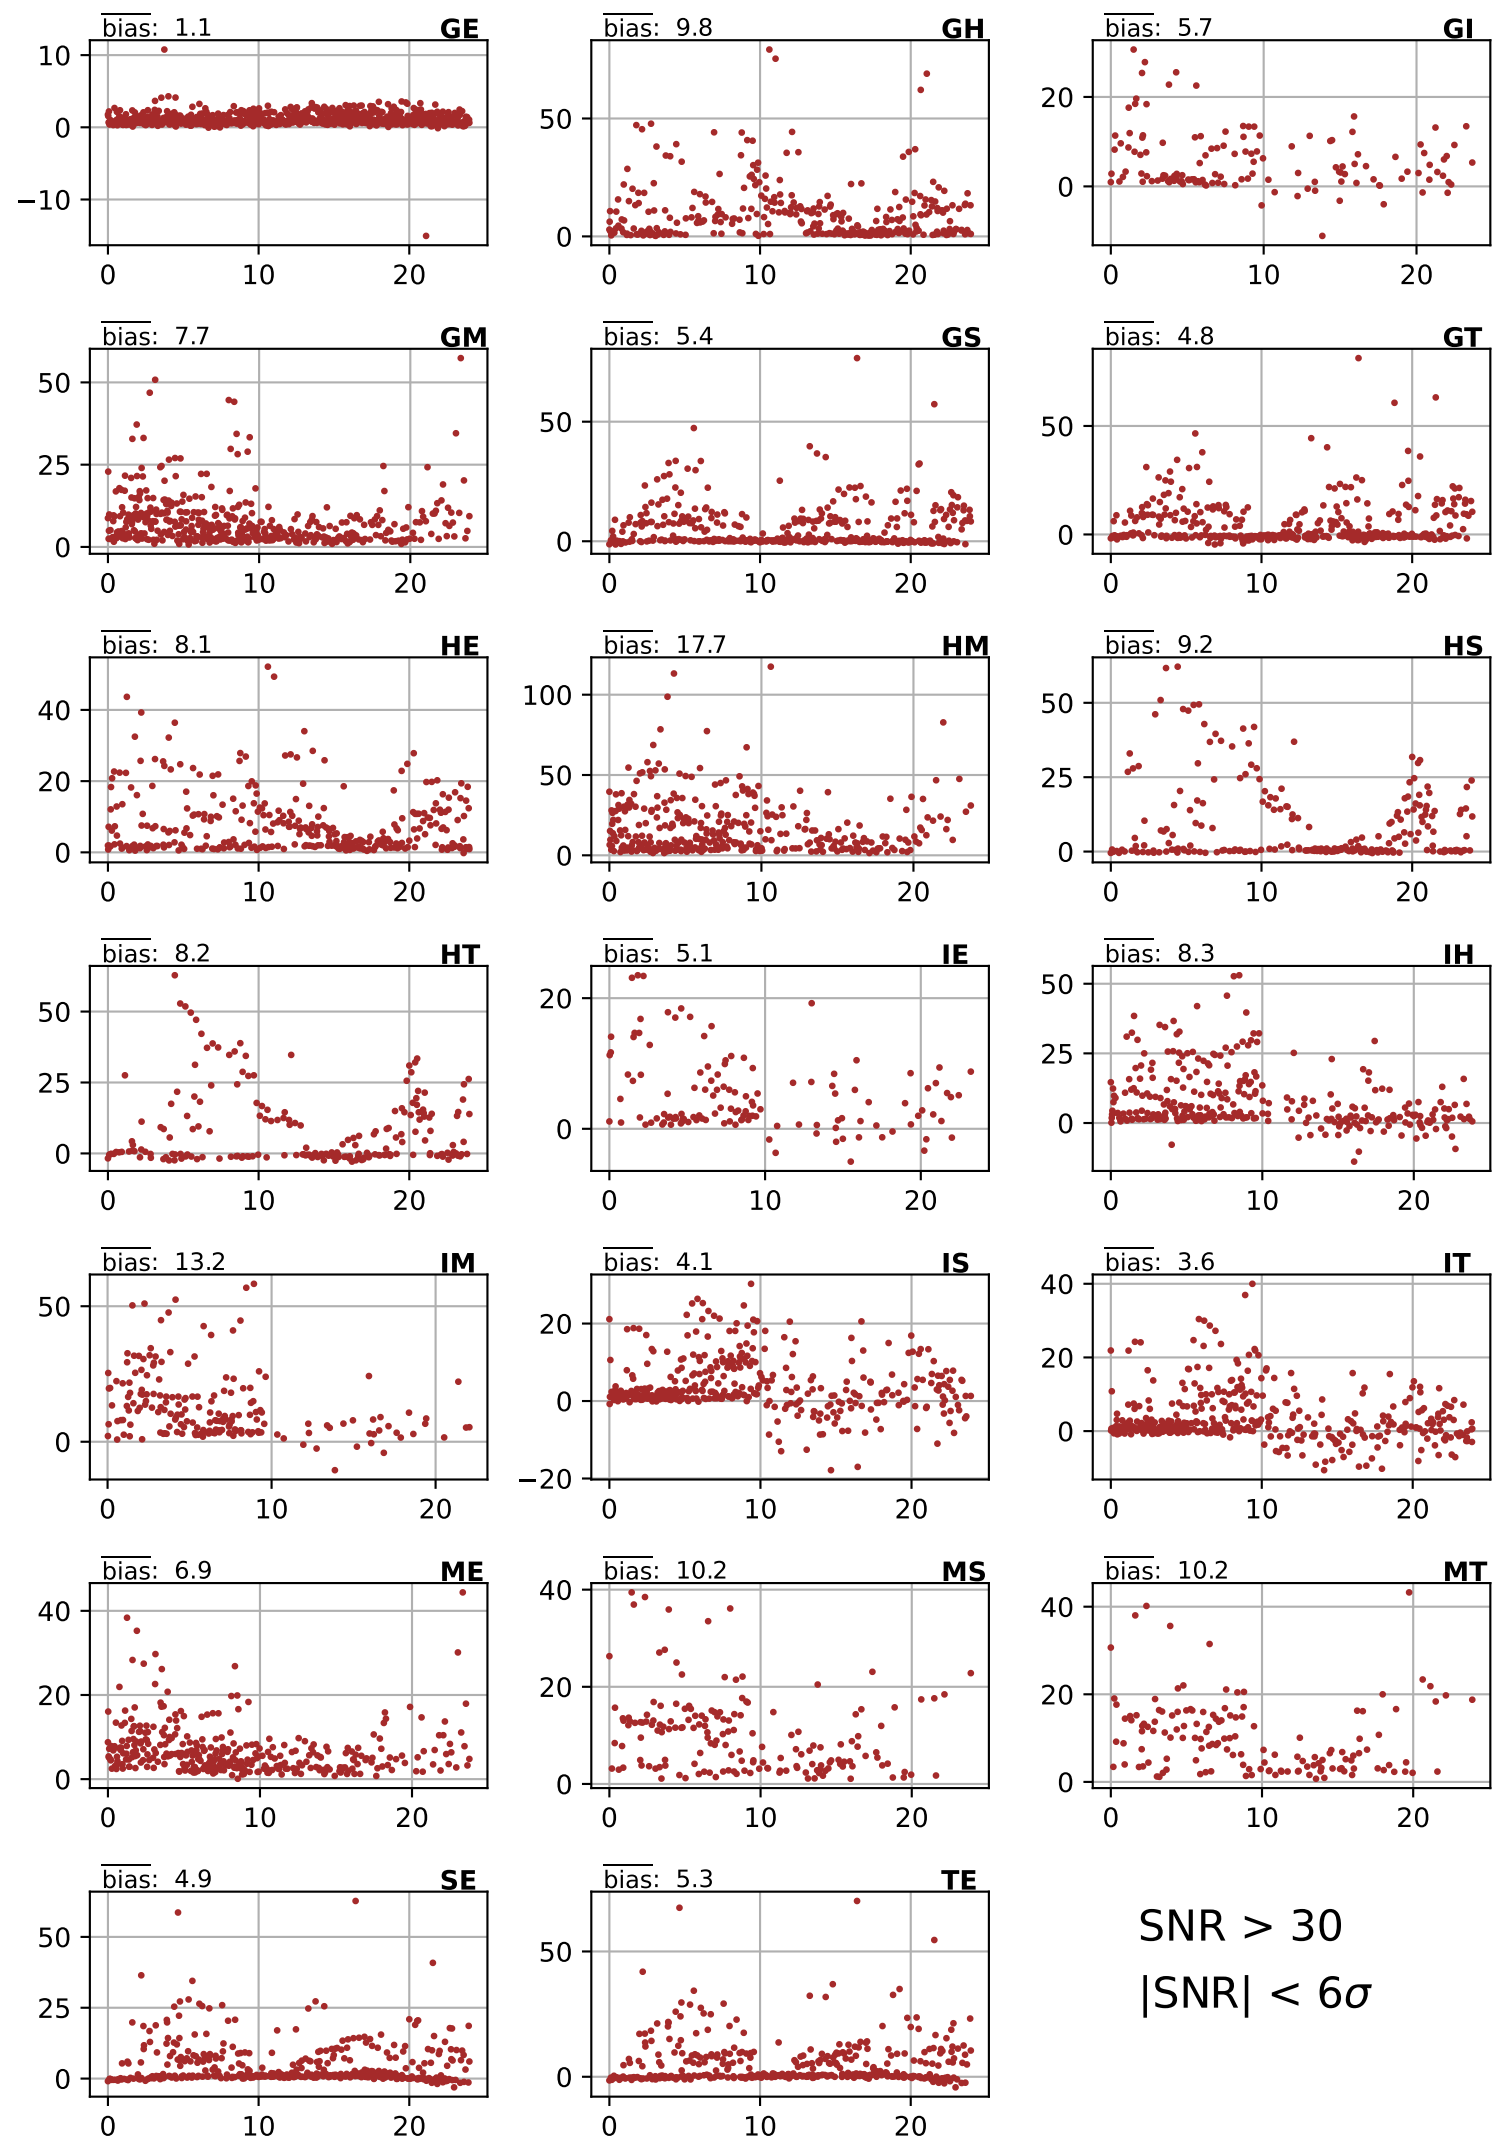 bias: 1.1 GE
bias: 9.8 GH
bias: 5.7 GI
10
0
−10
0 10 20
50
0
0 10 20
20
0
0 10 20
bias: 7.7 GM
bias: 5.4 GS
bias: 4.8 GT
50
25
0
0 10 20
50
0
0 10 20
50
0
0 10 20
bias: 8.1 HE
bias: 17.7 HM
bias: 9.2 HS
40
20
0
0 10 20
100
50
0
0 10 20
50
25
0
0 10 20
bias: 8.2 HT
bias: 5.1 IE
bias: 8.3 IH
50
25
0
0 10 20
20
0
0 10 20
50
25
0
0 10 20
bias: 13.2 IM
bias: 4.1 IS
bias: 3.6 IT
50
0
0 10 20
20
0
−20
0 10 20
40
20
0
0 10 20
bias: 6.9 ME
bias: 10.2 MS
bias: 10.2 MT
40
20
0
0 10 20
40
20
0
0 10 20
40
20
0
0 10 20
bias: 4.9 SE
bias: 5.3 TE
50
25
0
0 10 20
50
0
0 10 20
SNR > 30
|SNR| < 6σ